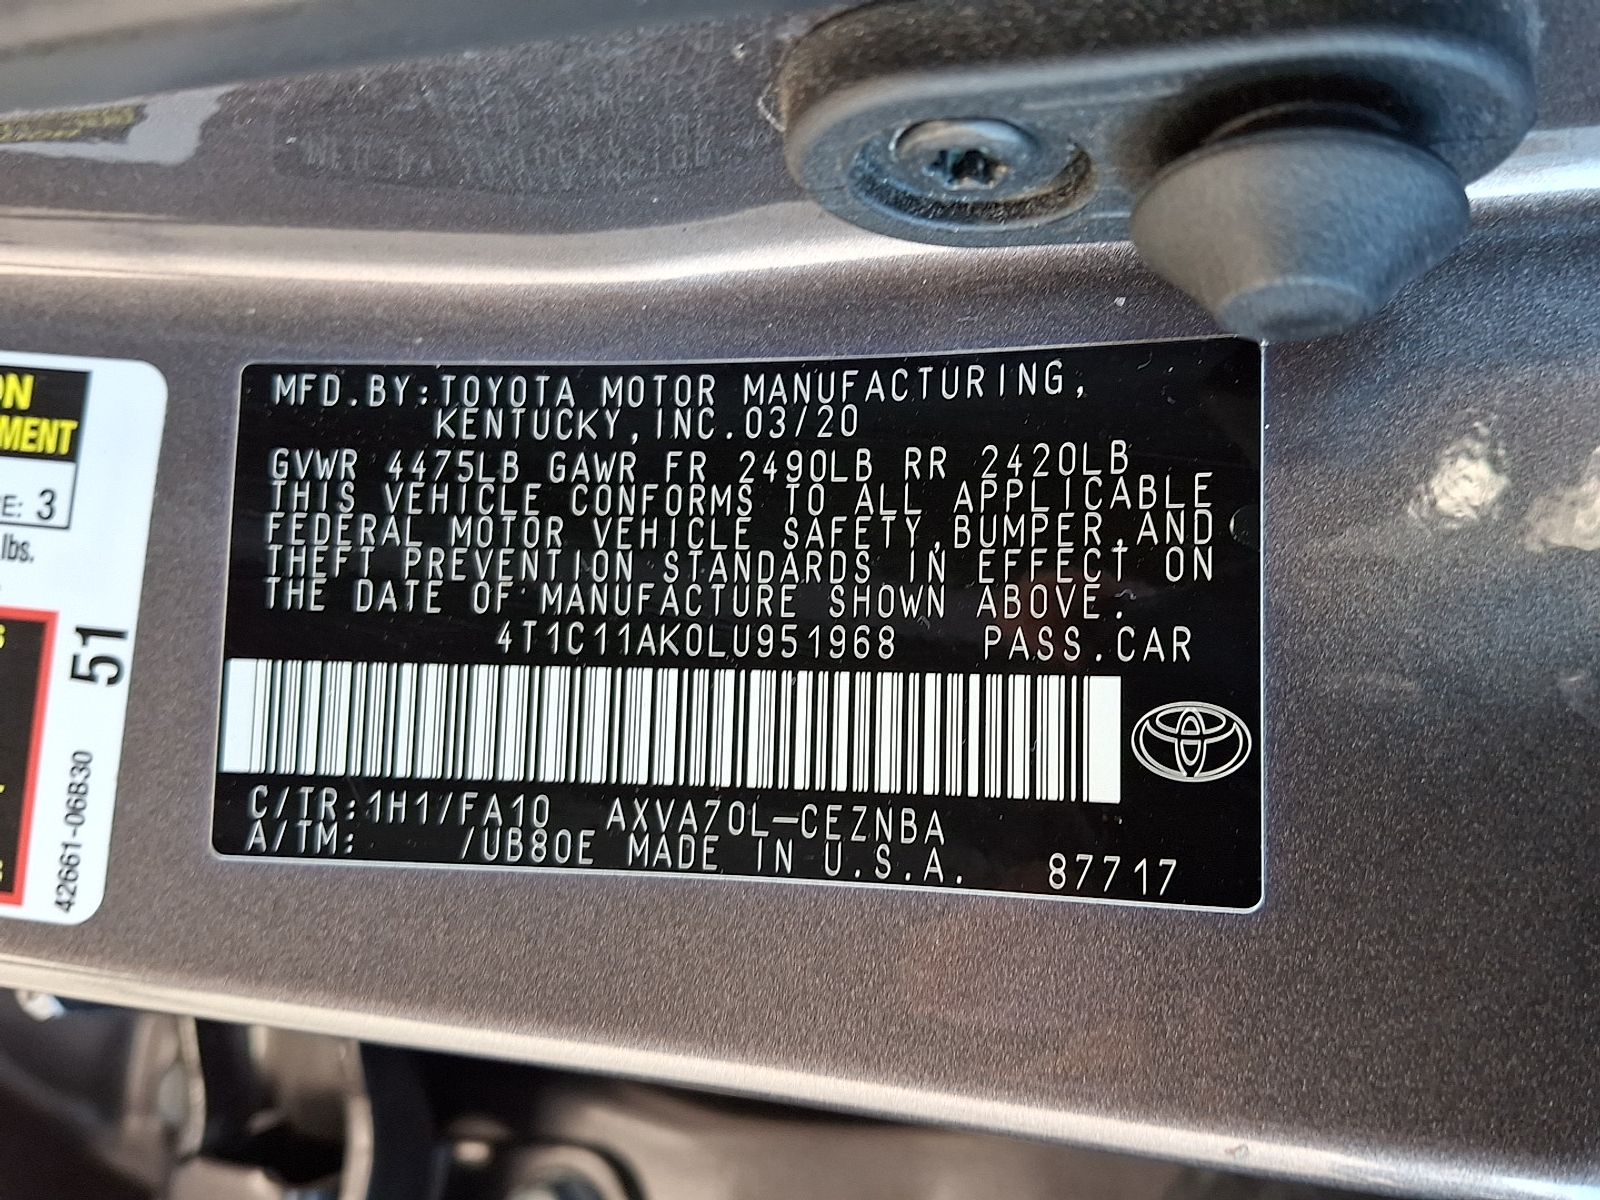 MFD.BY:TOYOTA MOTOR MANUFACTURING,
KENTUCKY,INC.03/20
GVWR 4475LB GAWR FR 2490LB RR 2420LB
THIS VEHICLE CONFORMS TO ALL APPLICABLE
FEDERAL MOTOR VEHICLE SAFETY,BUMPER,AND
THEFT PREVENTION STANDARDS IN EFFECT ON
THE DATE OF MANUFACTURE SHOWN ABOVE.
4T1C11AK0LU951968 PASS.CAR
C/TR:1H1/FA10 AXVA70L-CEZNBA
A/TM: /UB80E MADE IN U.S.A. 87717
ON
MENT
E: 3
lbs.
51
42661-06B30